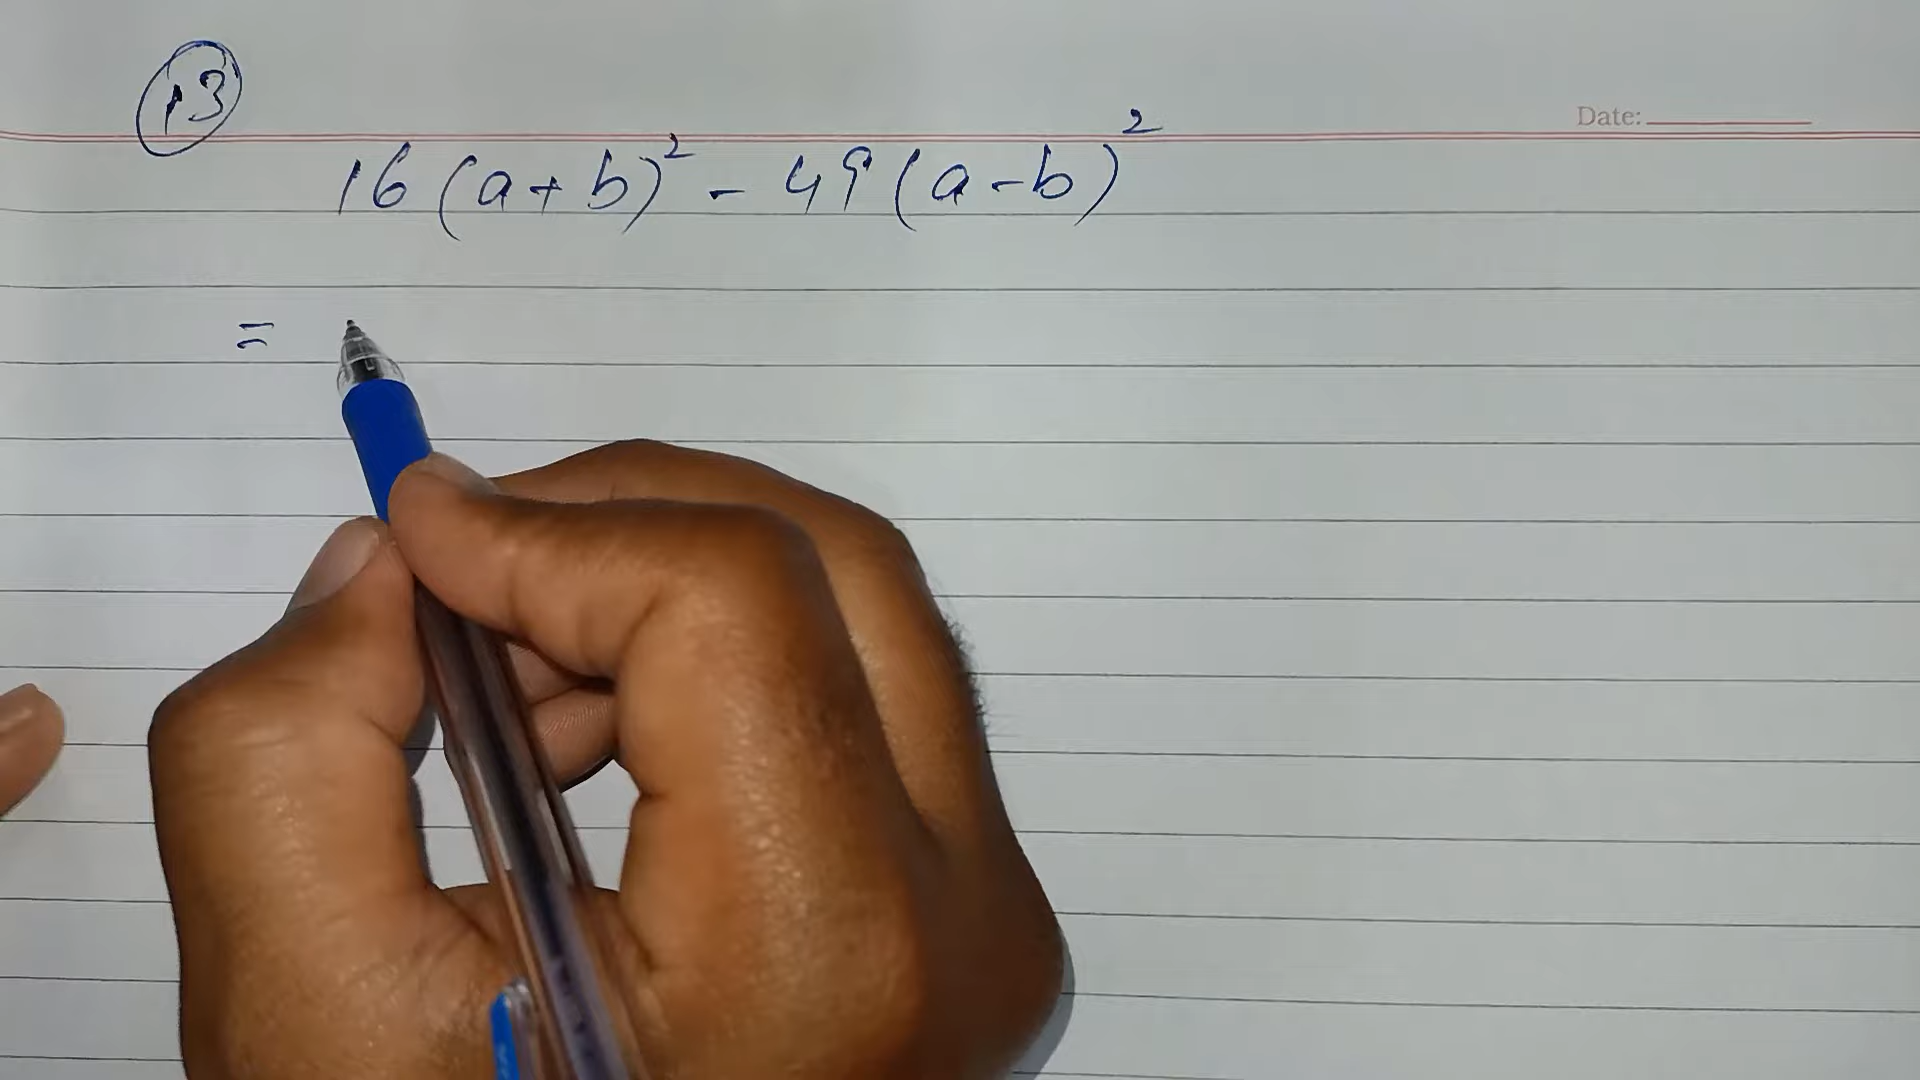 13
Date:
16(a+b)² - 49(a-b)²
=